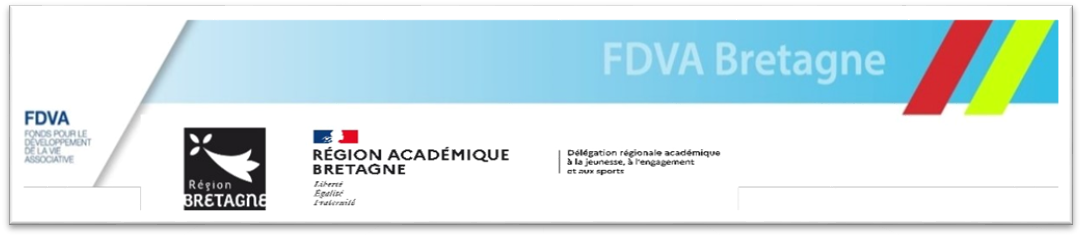 FDVA Bretagne
FDVA
FONDS POUR LE
DÉVELOPPEMENT
DE LA VIE
ASSOCIATIVE
Région
BRETAGNE
RÉGION ACADÉMIQUE
BRETAGNE
Liberté
Égalité
Fraternité
Délégation régionale académique
à la jeunesse, à l'engagement
et aux sports